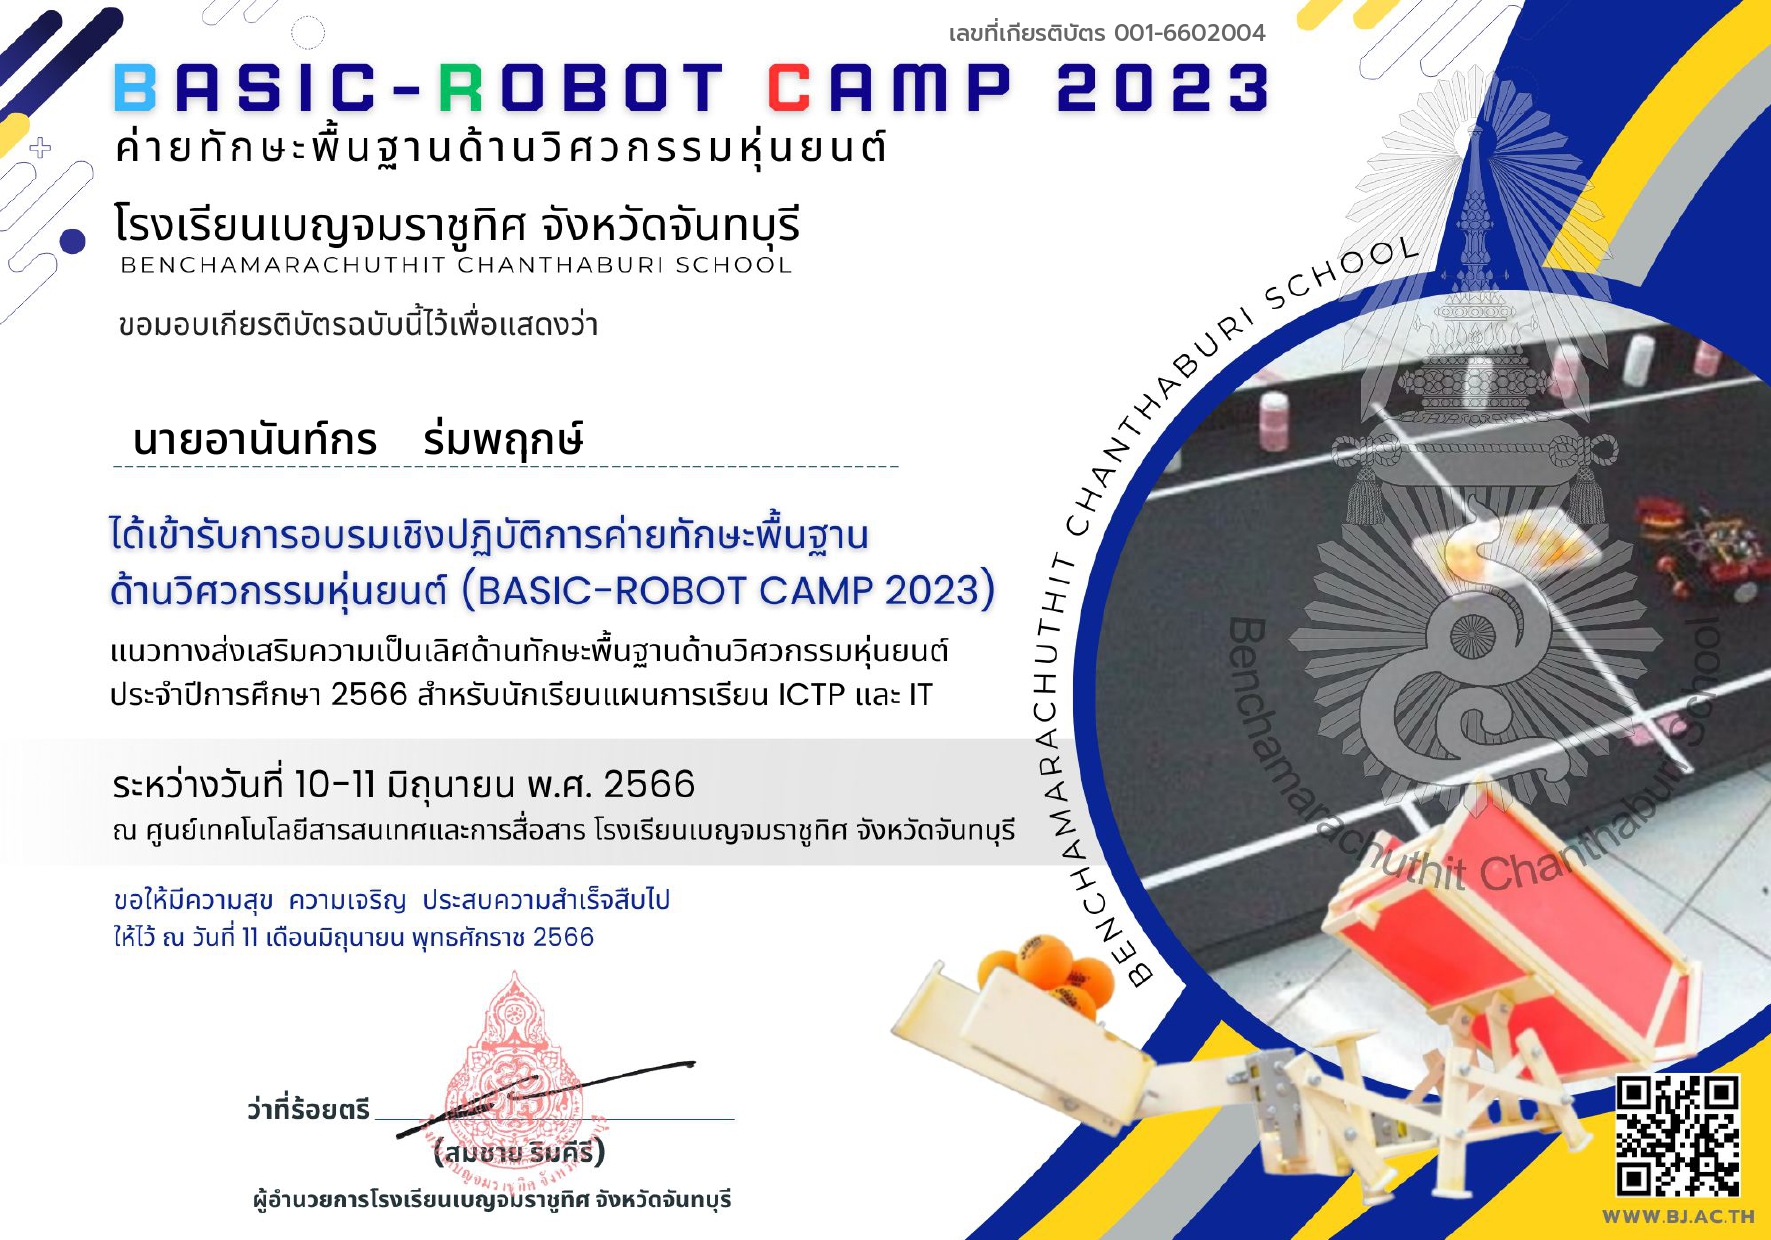 เลขที่เกียรติบัตร 001-6602004
BASIC-ROBOT CAMP 2023
ค่ายทักษะพื้นฐานด้านวิศวกรรมหุ่นยนต์
โรงเรียนเบญจมราชูทิศ จังหวัดจันทบุรี
BENCHAMARACHUTHIT CHANTHABURI SCHOOL
ขอมอบเกียรติบัตรฉบับนี้ไว้เพื่อแสดงว่า
นายอานันท์กร ร่มพฤกษ์
ได้เข้ารับการอบรมเชิงปฏิบัติการค่ายทักษะพื้นฐาน
ด้านวิศวกรรมหุ่นยนต์ (BASIC-ROBOT CAMP 2023)
แนวทางส่งเสริมความเป็นเลิศด้านทักษะพื้นฐานด้านวิศวกรรมหุ่นยนต์
ประจำปีการศึกษา 2566 สำหรับนักเรียนแผนการเรียน ICTP และ IT
ระหว่างวันที่ 10-11 มิถุนายน พ.ศ. 2566
ณ ศูนย์เทคโนโลยีสารสนเทศและการสื่อสาร โรงเรียนเบญจมราชูทิศ จังหวัดจันทบุรี
ขอให้มีความสุข ความเจริญ ประสบความสำเร็จสืบไป
ให้ไว้ ณ วันที่ 11 เดือนมิถุนายน พุทธศักราช 2566
ว่าที่ร้อยตรี
(สมชาย ริมคีรี)
ผู้อำนวยการโรงเรียนเบญจมราชูทิศ จังหวัดจันทบุรี
BENCHAMARACHUTHIT CHANTHABURI SCHOOL
Benchamarachuthit Chanthaburi School
WWW.BJ.AC.TH